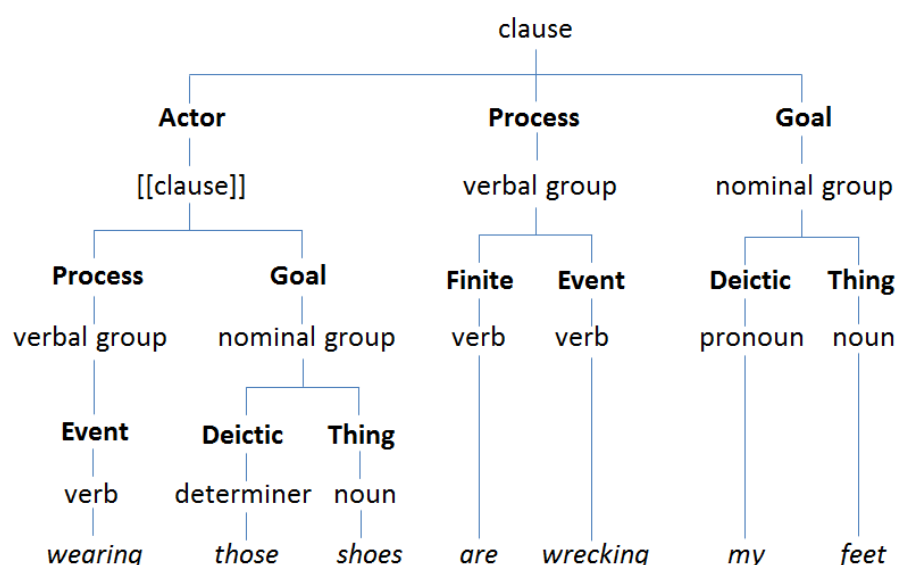 clause
Actor Process Goal
[[clause]] verbal group nominal group
Process Goal Finite Event Deictic Thing
verbal group nominal group verb verb pronoun noun
Event Deictic Thing
verb determiner noun
wearing those shoes are wrecking my feet